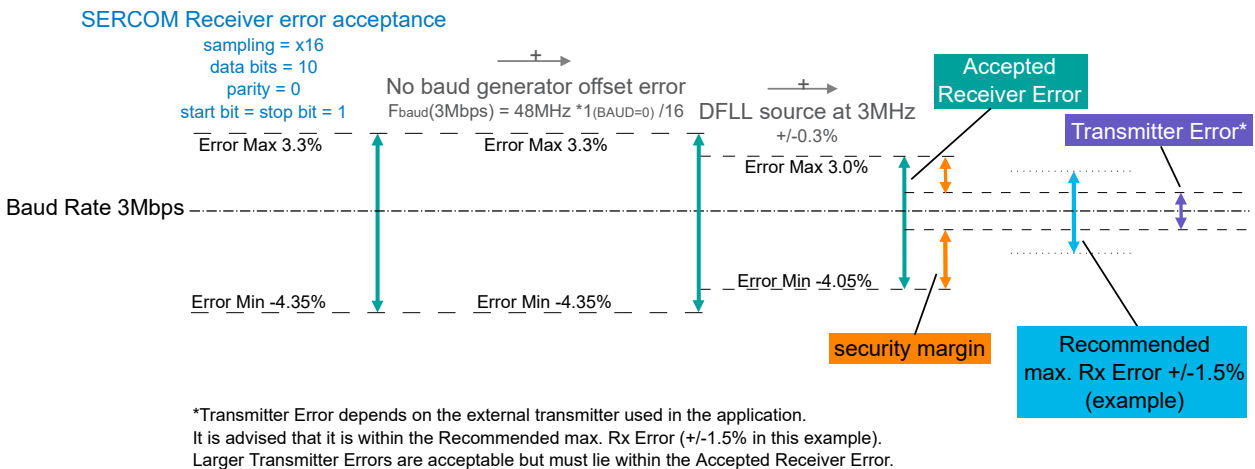 SERCOM Receiver error acceptance
sampling = x16
data bits = 10
parity = 0
start bit = stop bit = 1
+
No baud generator offset error
Fbaud(3Mbps) = 48MHz *1(BAUD=0) /16
+
DFLL source at 3MHz
+/-0.3%
Accepted
Receiver Error
Transmitter Error*
Error Max 3.3%
Error Max 3.3%
Error Max 3.0%
Baud Rate 3Mbps
Error Min -4.35%
Error Min -4.35%
Error Min -4.05%
security margin
Recommended
max. Rx Error +/-1.5%
(example)
*Transmitter Error depends on the external transmitter used in the application.
It is advised that it is within the Recommended max. Rx Error (+/-1.5% in this example).
Larger Transmitter Errors are acceptable but must lie within the Accepted Receiver Error.